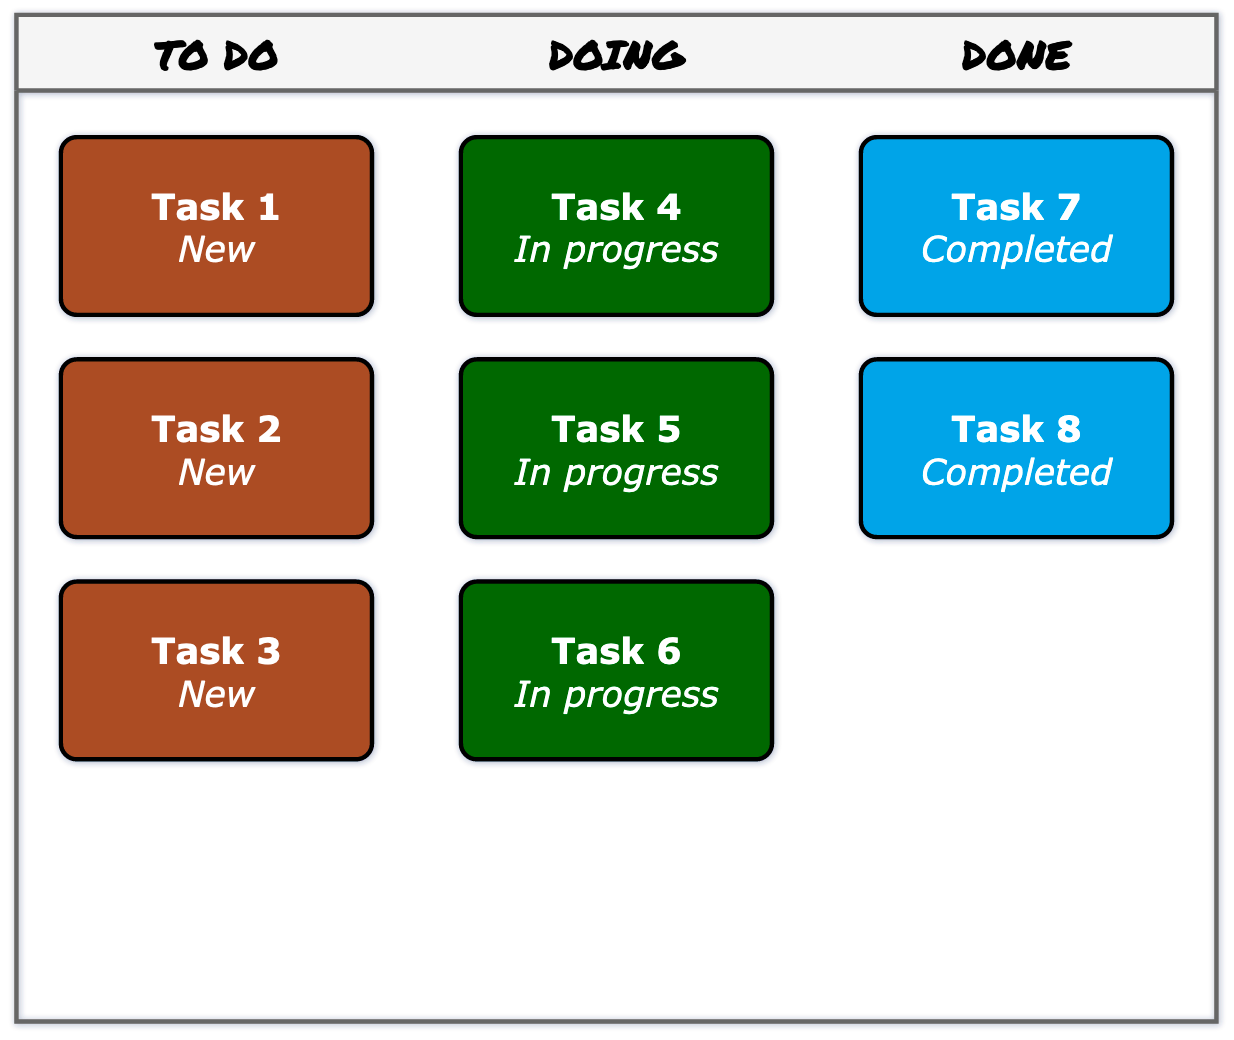 TO DO
DOING
DONE
Task 1
New
Task 4
In progress
Task 7
Completed
Task 2
New
Task 5
In progress
Task 8
Completed
Task 3
New
Task 6
In progress